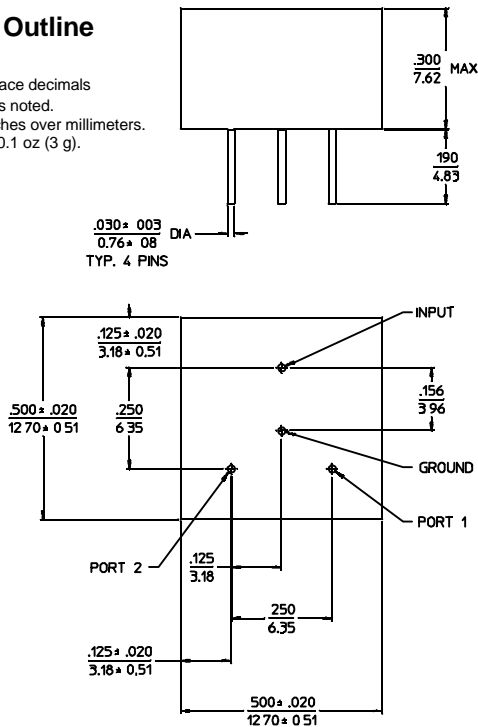 Outline
ace decimals
s noted.
ches over millimeters.
0.1 oz (3 g).
.300
7.62 MAX
190
4.83
.030± 003
0.76± 08 DIA
TYP. 4 PINS
.125± .020
3.18± 0.51
INPUT
.156
3 96
.500± .020
12 70± 0 51
.250
6 35
GROUND
PORT 1
PORT 2
.125
3.18
250
6.35
.125± .020
3.18± 0.51
500± .020
12 70± 0 51